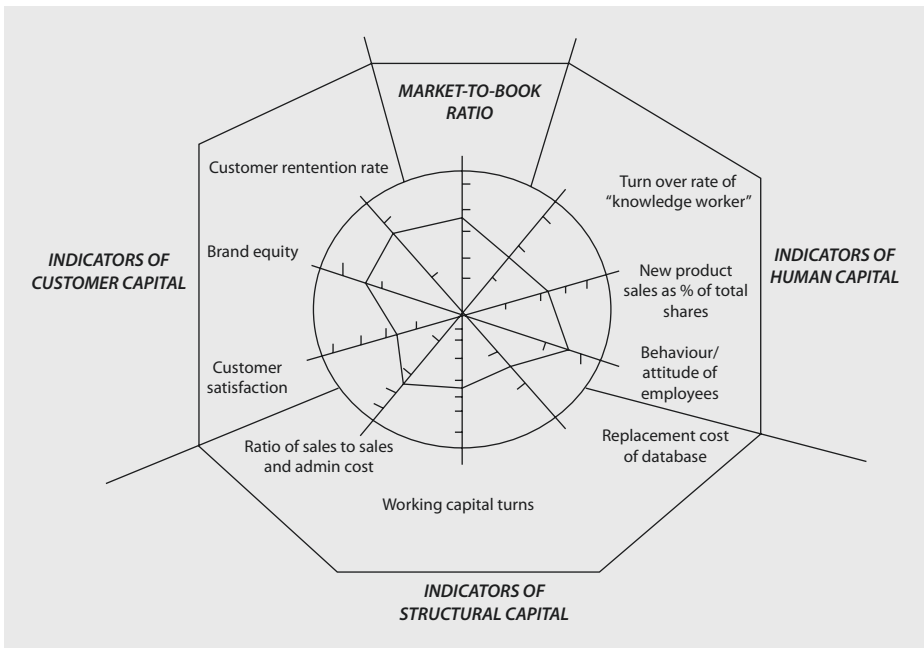 MARKET-TO-BOOK
RATIO
Customer rentention rate
Turn over rate of
“knowledge worker”
Brand equity
INDICATORS OF
CUSTOMER CAPITAL
New product
sales as % of total
shares
INDICATORS OF
HUMAN CAPITAL
Customer
satisfaction
Behaviour/
attitude of
employees
Ratio of sales to sales
and admin cost
Replacement cost
of database
Working capital turns
INDICATORS OF
STRUCTURAL CAPITAL